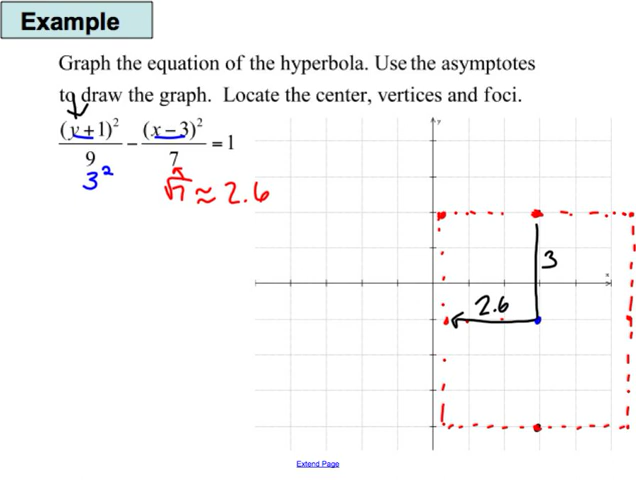 Example
Graph the equation of the hyperbola. Use the asymptotes
to draw the graph. Locate the center, vertices and foci.
(y + 1)² / 9 − (x − 3)² / 7 = 1
3²
√7 ≈ 2.6
y
3
x
2.6
Extend Page